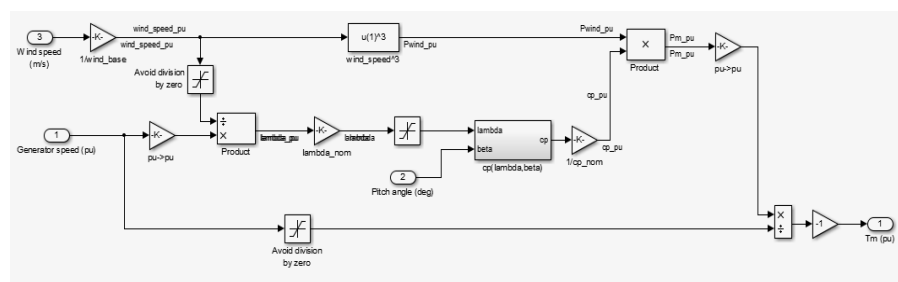 wind_speed_pu
3
-K-
wind_speed_pu
u(1)^3
Pwind_pu
Pwind_pu
×
Pm_pu
Pm_pu
-K-
Wind speed
(m/s)
1/wind_base
wind_speed^3
Product
pu->pu
Avoid division
by zero
cp_pu
÷
×
1
-K-
-K-
lambda
beta
cp
-K-
Generator speed (pu)
pu->pu
Product
lambda_pu
lambda_nom
lambda
cp(lambda,beta)
1/cp_nom
cp_pu
2
Pitch angle (deg)
×
÷
-1
1
Tm (pu)
Avoid division
by zero